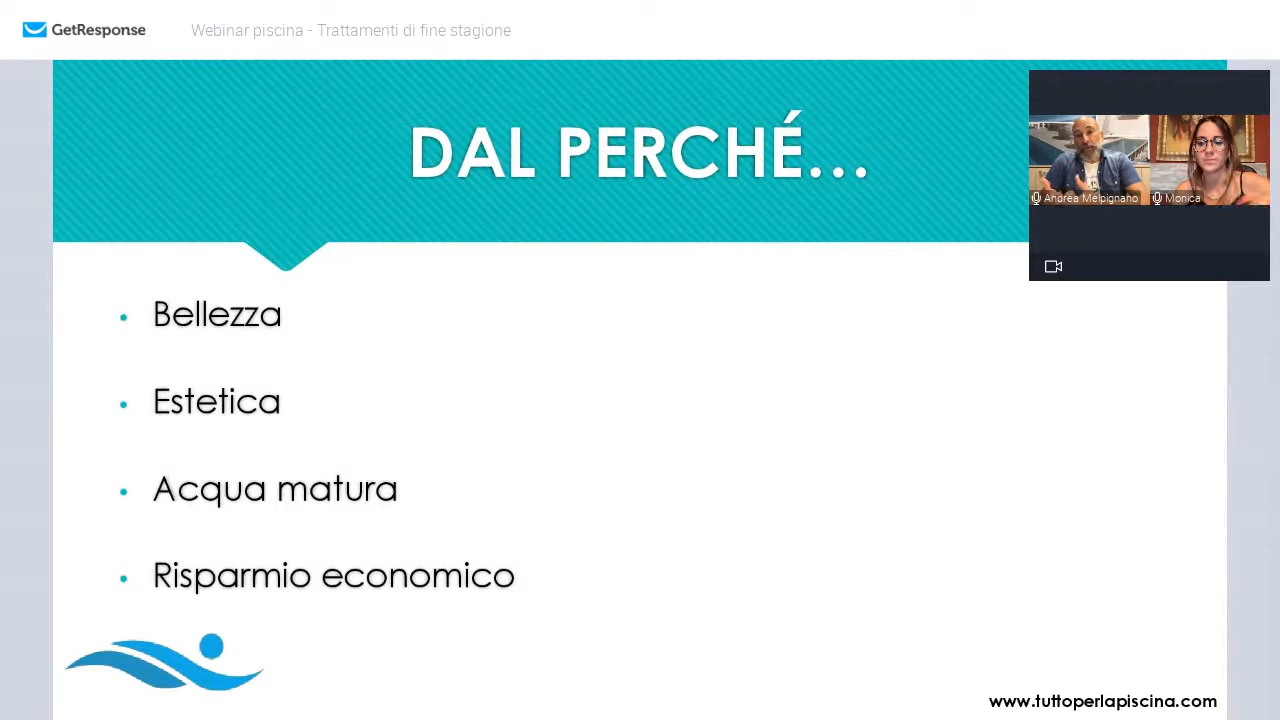 GetResponse
Webinar piscina - Trattamenti di fine stagione
DAL PERCHÉ...
Andrea Melpignano
Monica
• Bellezza
• Estetica
• Acqua matura
• Risparmio economico
www.tuttoperlapiscina.com